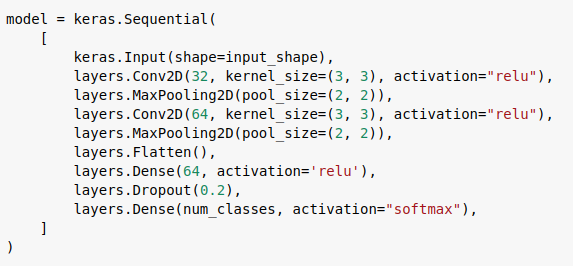 model = keras.Sequential(
    [
        keras.Input(shape=input_shape),
        layers.Conv2D(32, kernel_size=(3, 3), activation="relu"),
        layers.MaxPooling2D(pool_size=(2, 2)),
        layers.Conv2D(64, kernel_size=(3, 3), activation="relu"),
        layers.MaxPooling2D(pool_size=(2, 2)),
        layers.Flatten(),
        layers.Dense(64, activation='relu'),
        layers.Dropout(0.2),
        layers.Dense(num_classes, activation="softmax"),
    ]
)